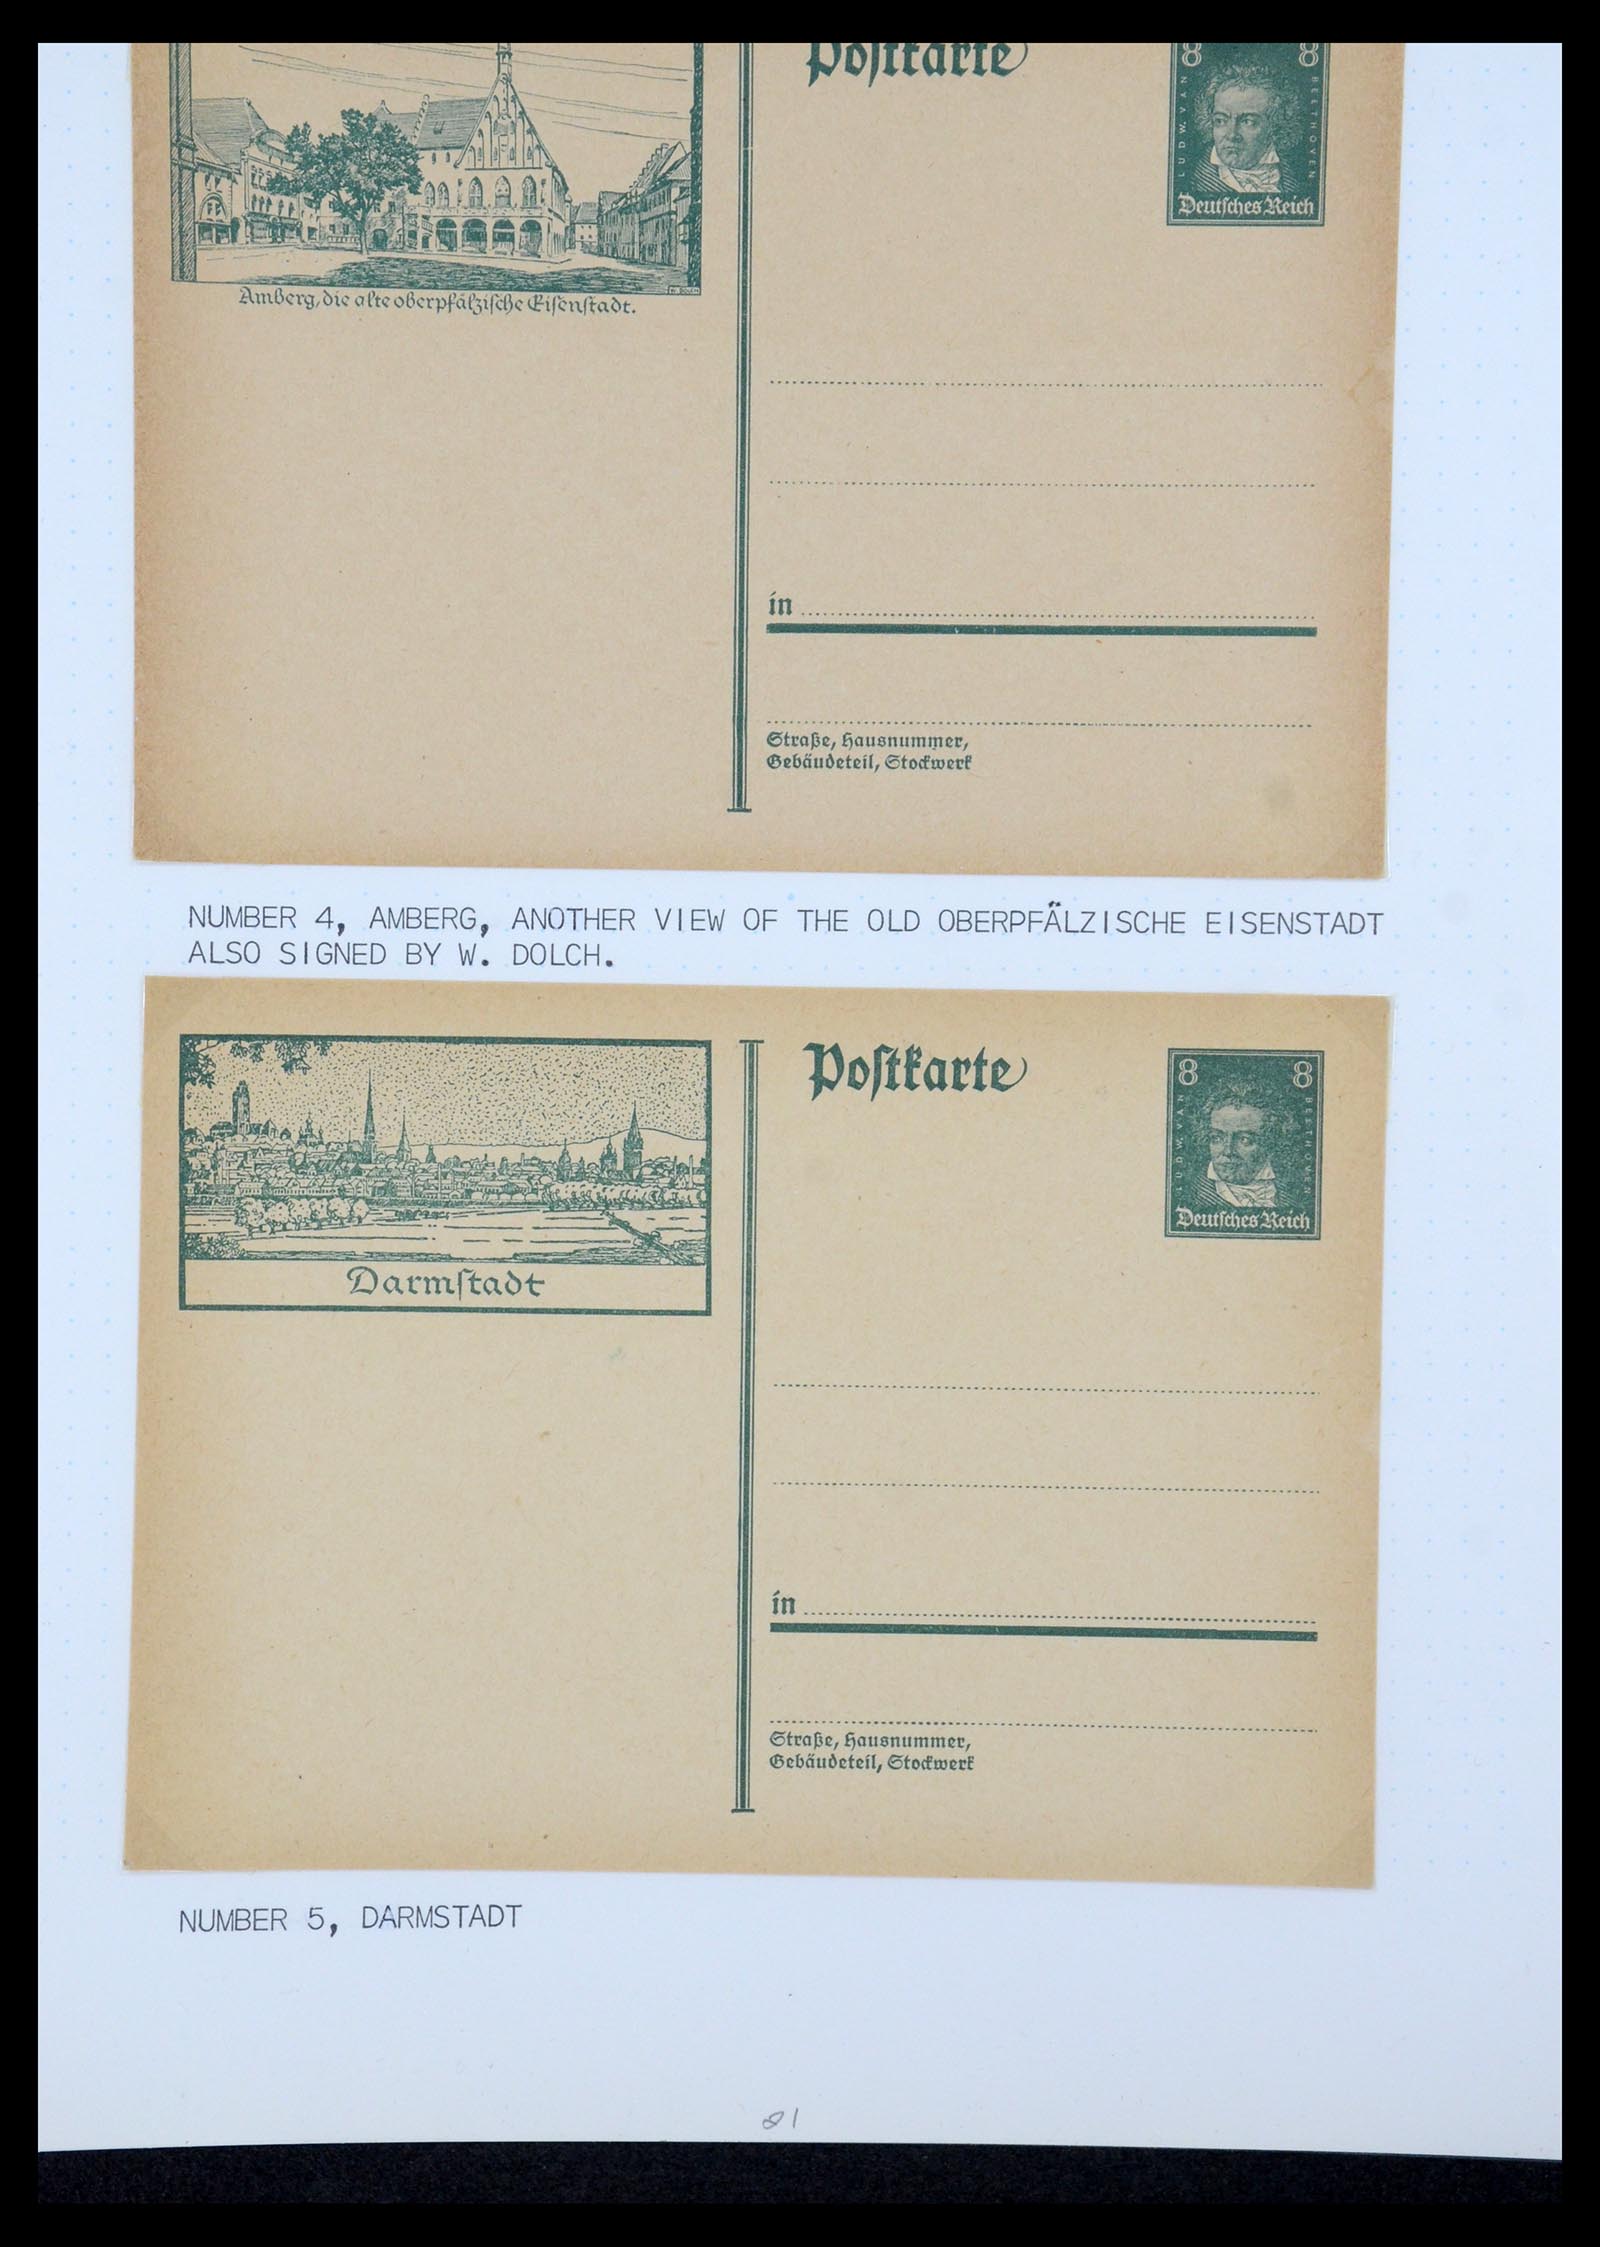 Postkarte
8 8
LUDW. VAN
BEETHOVEN
Deutsches Reich
W. DOLCH
Amberg, die alte oberpfälzische Eisenstadt.
in
Straße, Hausnummer,
Gebäudeteil, Stockwerk
NUMBER 4, AMBERG, ANOTHER VIEW OF THE OLD OBERPFÄLZISCHE EISENSTADT
ALSO SIGNED BY W. DOLCH.
Postkarte
8 8
LUDW. VAN
BEETHOVEN
Deutsches Reich
Darmstadt
in
Straße, Hausnummer,
Gebäudeteil, Stockwerk
NUMBER 5, DARMSTADT
81